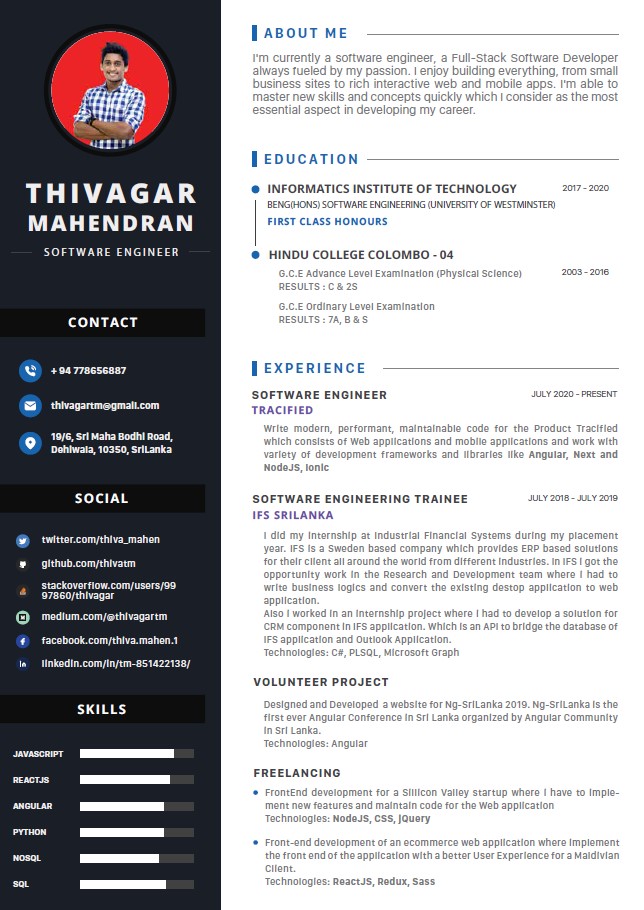 THIVAGAR
MAHENDRAN
SOFTWARE ENGINEER
CONTACT
+ 94 778656887
thivagartm@gmail.com
19/6, Sri Maha Bodhi Road,
Dehiwala, 10350, SriLanka
SOCIAL
twitter.com/thiva_mahen
github.com/thivatm
stackoverflow.com/users/99
97860/thivagar
medium.com/@thivagartm
facebook.com/thiva.mahen.1
linkedin.com/in/tm-851422138/
SKILLS
JAVASCRIPT
REACTJS
ANGULAR
PYTHON
NOSQL
SQL
ABOUT ME
I'm currently a software engineer, a Full-Stack Software Developer
always fueled by my passion. I enjoy building everything, from small
business sites to rich interactive web and mobile apps. I'm able to
master new skills and concepts quickly which I consider as the most
essential aspect in developing my career.
EDUCATION
INFORMATICS INSTITUTE OF TECHNOLOGY 2017 - 2020
BENG(HONS) SOFTWARE ENGINEERING (UNIVERSITY OF WESTMINSTER)
FIRST CLASS HONOURS
HINDU COLLEGE COLOMBO - 04
G.C.E Advance Level Examination (Physical Science) 2003 - 2016
RESULTS : C & 2S
G.C.E Ordinary Level Examination
RESULTS : 7A, B & S
EXPERIENCE
SOFTWARE ENGINEER JULY 2020 - PRESENT
TRACIFIED
Write modern, performant, maintainable code for the Product Tracified
which consists of Web applications and mobile applications and work with
variety of development frameworks and libraries like Angular, Next and
NodeJS, Ionic
SOFTWARE ENGINEERING TRAINEE JULY 2018 - JULY 2019
IFS SRILANKA
I did my Internship at Industrial Financial Systems during my placement
year. IFS is a Sweden based company which provides ERP based solutions
for their client all around the world from different Industries. In IFS I got the
opportunity work in the Research and Development team where I had to
write business logics and convert the existing destop application to web
application.
Also I worked in an Internship project where I had to develop a solution for
CRM component in IFS application. Which is an API to bridge the database of
IFS application and Outlook Application.
Technologies: C#, PLSQL, Microsoft Graph
VOLUNTEER PROJECT
Designed and Developed a website for Ng-SriLanka 2019. Ng-SriLanka is the
first ever Angular Conference in Sri Lanka organized by Angular Community
in Sri Lanka.
Technologies: Angular
FREELANCING
FrontEnd development for a Sillicon Valley startup where I have to imple-
ment new features and maintain code for the Web application
Technologies: NodeJS, CSS, jQuery
Front-end development of an ecommerce web application where Implement
the front end of the application with a better User Experience for a Maldivian
Client.
Technologies: ReactJS, Redux, Sass